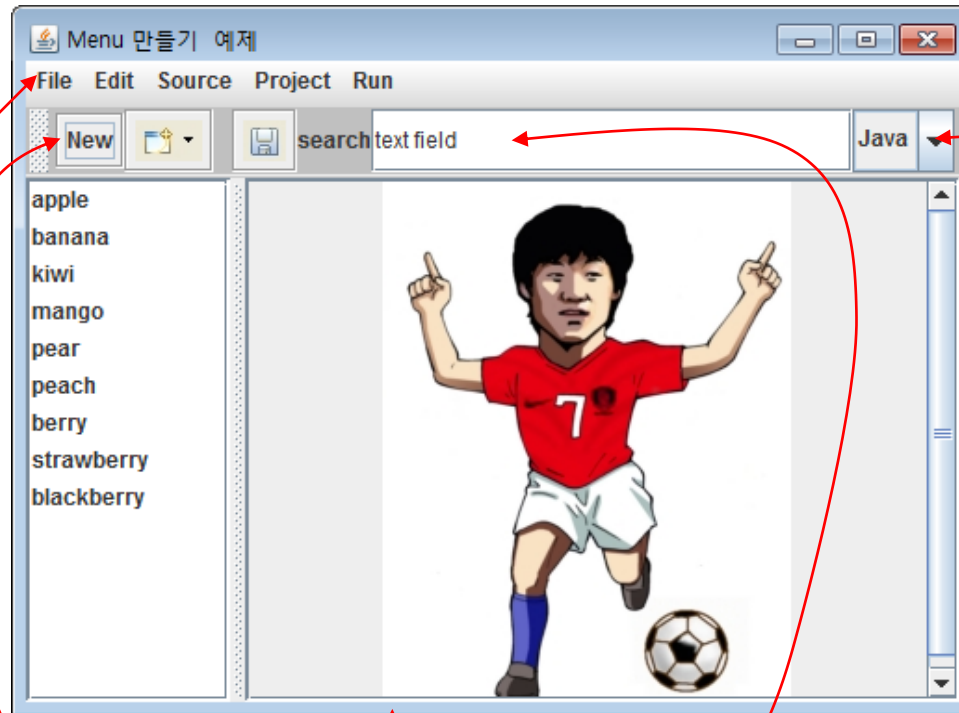 Menu 만들기 예제
File Edit Source Project Run
New search text field Java
apple
banana
kiwi
mango
pear
peach
berry
strawberry
blackberry
7